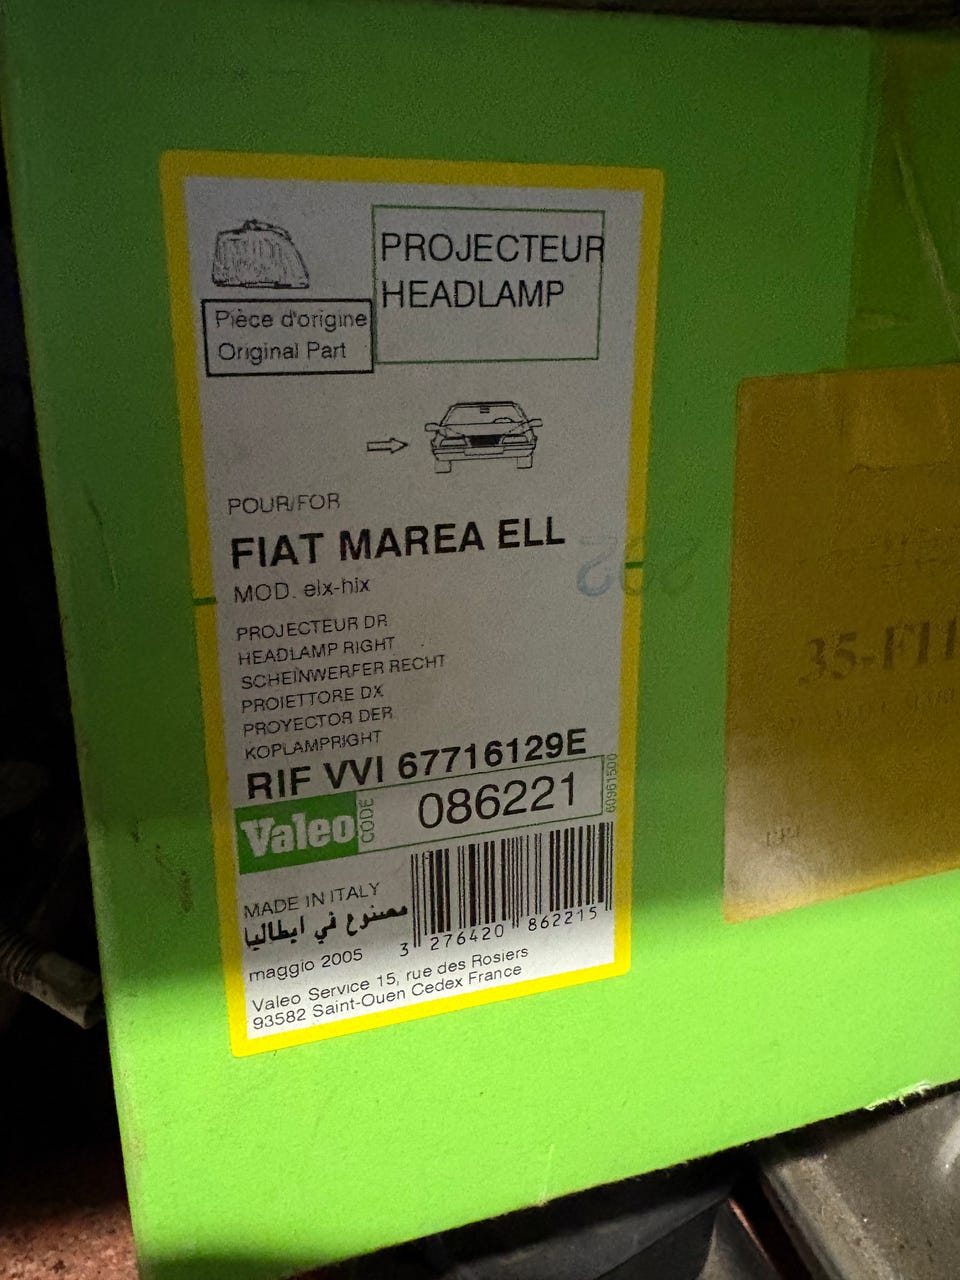 PROJECTEUR
HEADLAMP
Pièce d'origine
Original Part
POUR/FOR
FIAT MAREA ELL
MOD. elx-hlx
PROJECTEUR DR
HEADLAMP RIGHT
SCHEINWERFER RECHT
PROIETTORE DX
PROYECTOR DER
KOPLAMPRIGHT
RIF VVI 67716129E
Valeo CODE 086221 60961500
MADE IN ITALY
مصنوع في ايطاليا
3 276420 862215
maggio 2005
Valeo Service 15, rue des Rosiers
93582 Saint-Ouen Cedex France